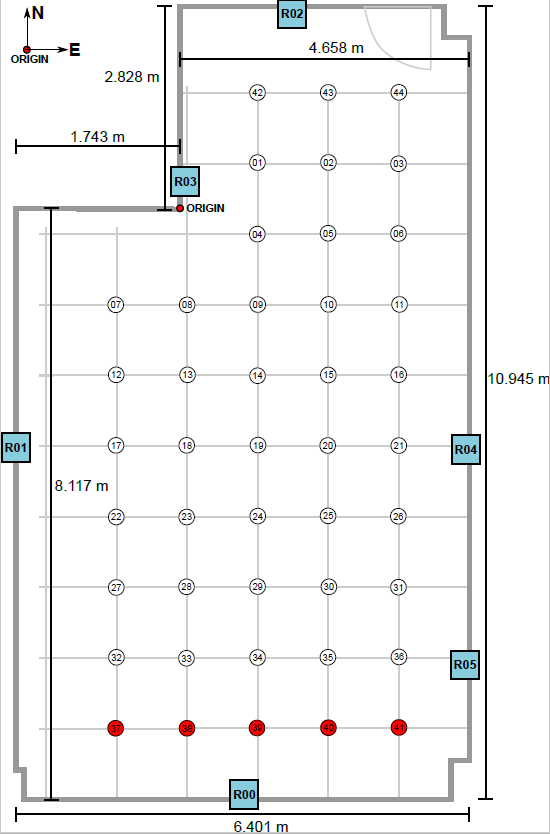 N
E
ORIGIN
R02
4.658 m
2.828 m
42 43 44
1.743 m
01 02 03
R03
ORIGIN
04 05 06
07 08 09 10 11
12 13 14 15 16
10.945 m
R01 17 18 19 20 21 R04
8.117 m
22 23 24 25 26
27 28 29 30 31
32 33 34 35 36
R05
37 38 39 40 41
R00
6.401 m